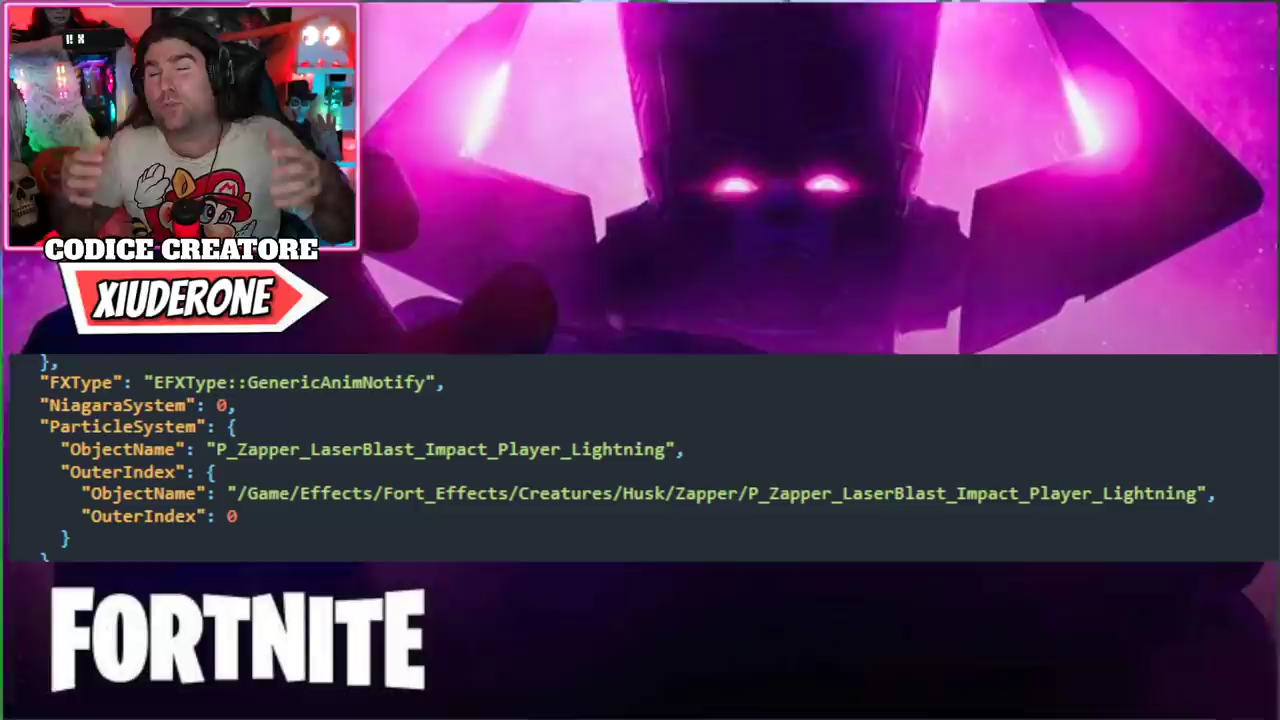 CODICE CREATORE
XIUDERONE
},
"FXType": "EFXType::GenericAnimNotify",
"NiagaraSystem": 0,
"ParticleSystem": {
"ObjectName": "P_Zapper_LaserBlast_Impact_Player_Lightning",
"OuterIndex": {
"ObjectName": "/Game/Effects/Fort_Effects/Creatures/Husk/Zapper/P_Zapper_LaserBlast_Impact_Player_Lightning",
"OuterIndex": 0
}
}
FORTNITE